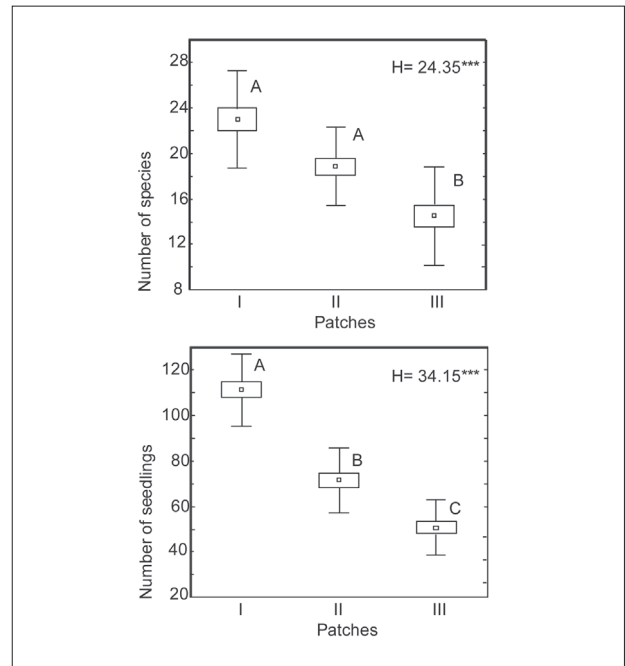 28
24
20
16
12
8
Number of species
H= 24.35***
A
A
B
I II III
Patches
120
100
80
60
40
20
Number of seedlings
H= 34.15***
A
B
C
I II III
Patches